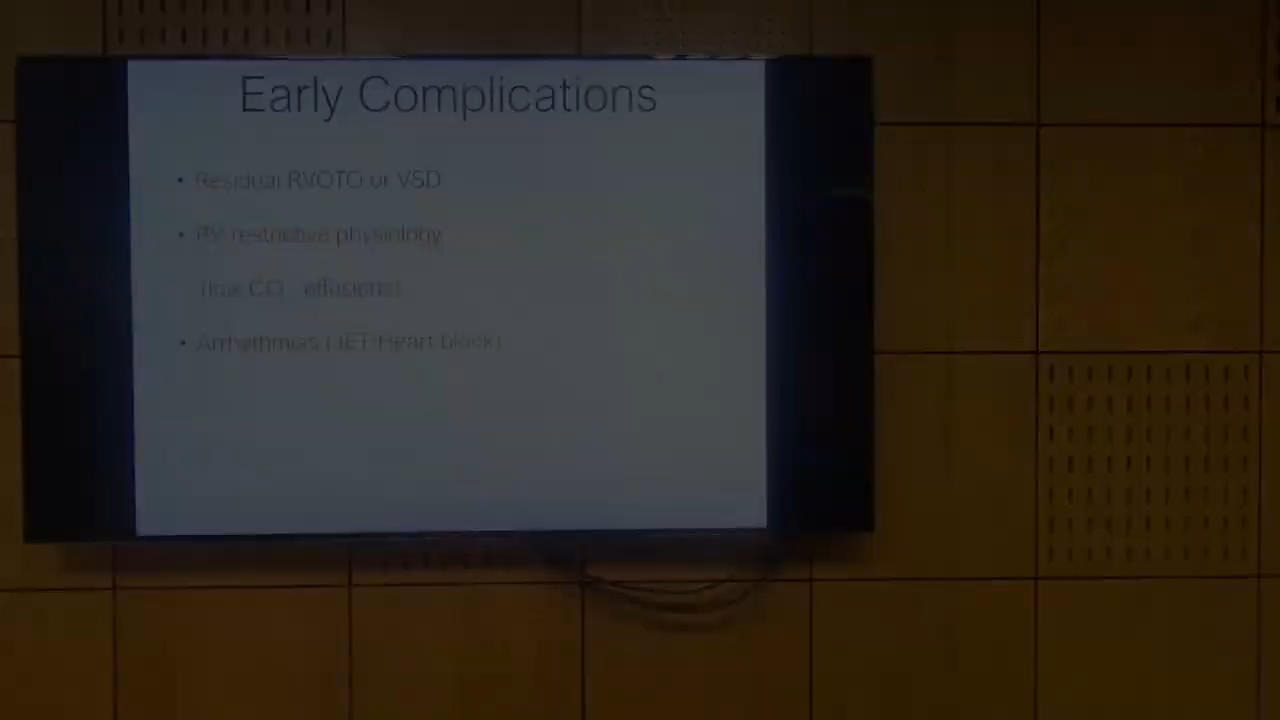 Early Complications
• Residual RVOTO or VSD
• RV restrictive physiology
(low CO, effusions)
• Arrhythmias (JET/Heart block)